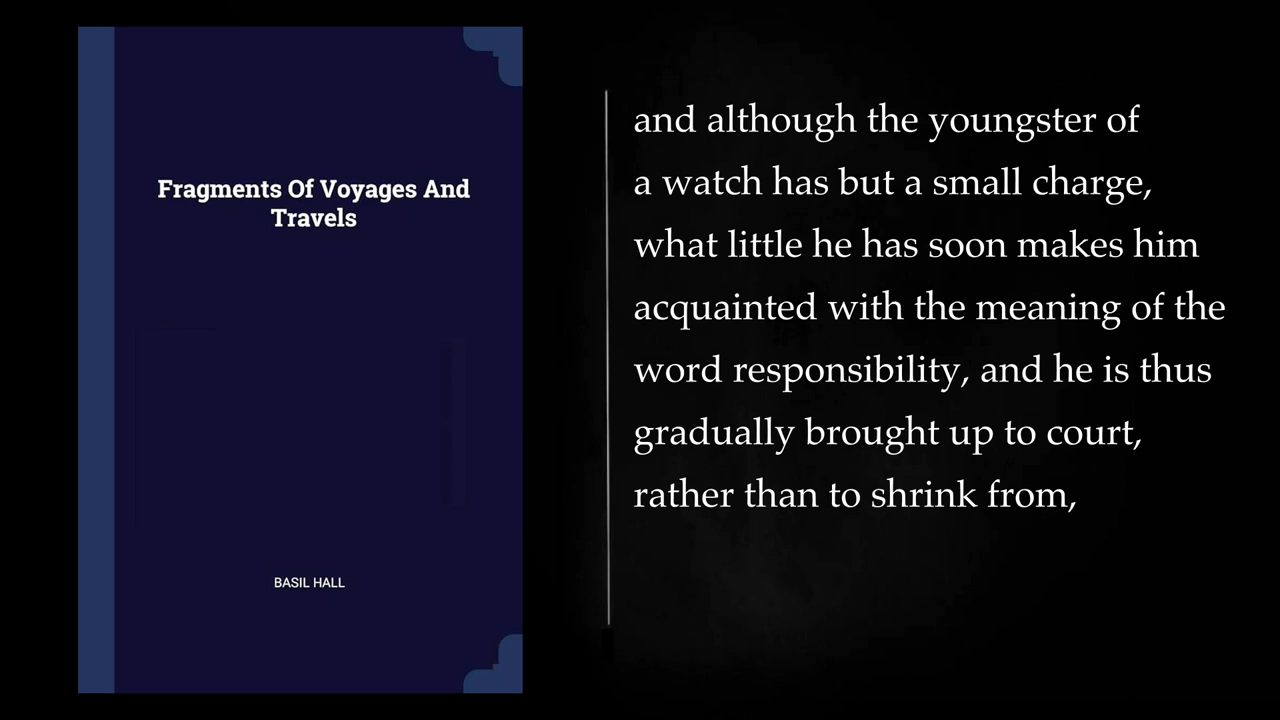 Fragments Of Voyages And
Travels
BASIL HALL
and although the youngster of
a watch has but a small charge,
what little he has soon makes him
acquainted with the meaning of the
word responsibility, and he is thus
gradually brought up to court,
rather than to shrink from,